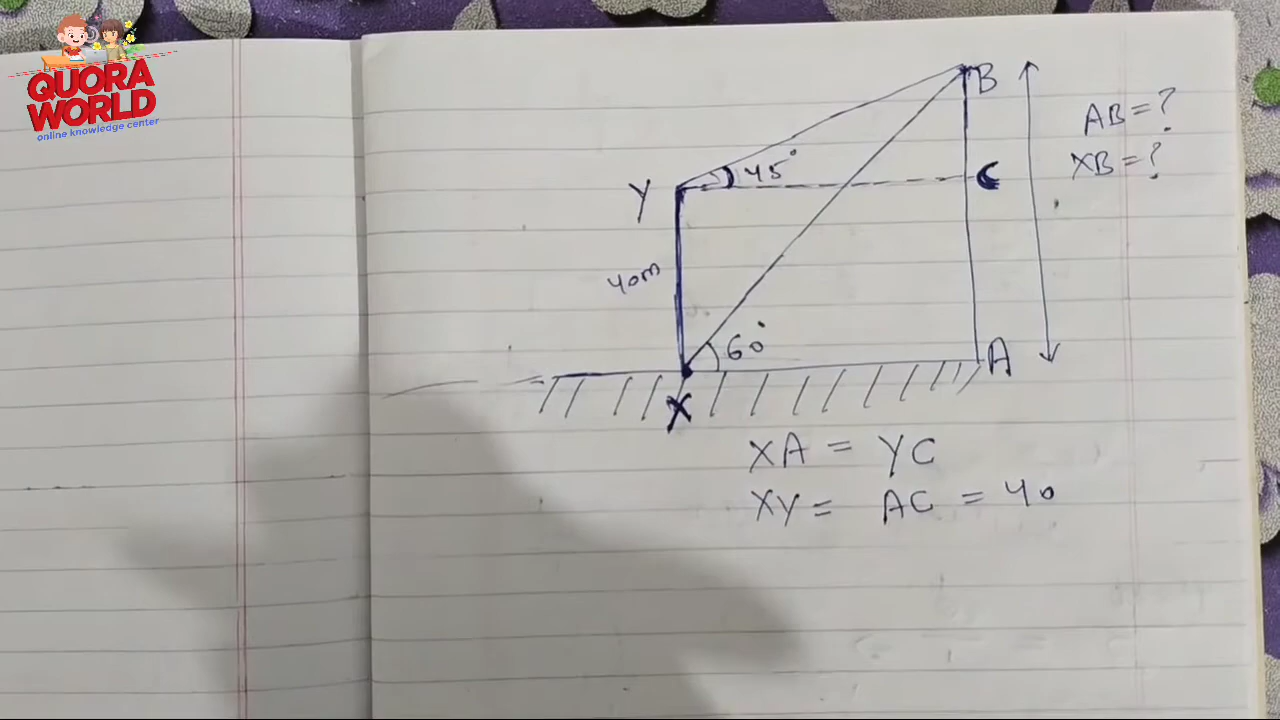 QUORA
WORLD
online knowledge center
B
AB = ?
XB = ?
45°
Y
C
40m
60°
A
X
XA = YC
XY = AC = 40